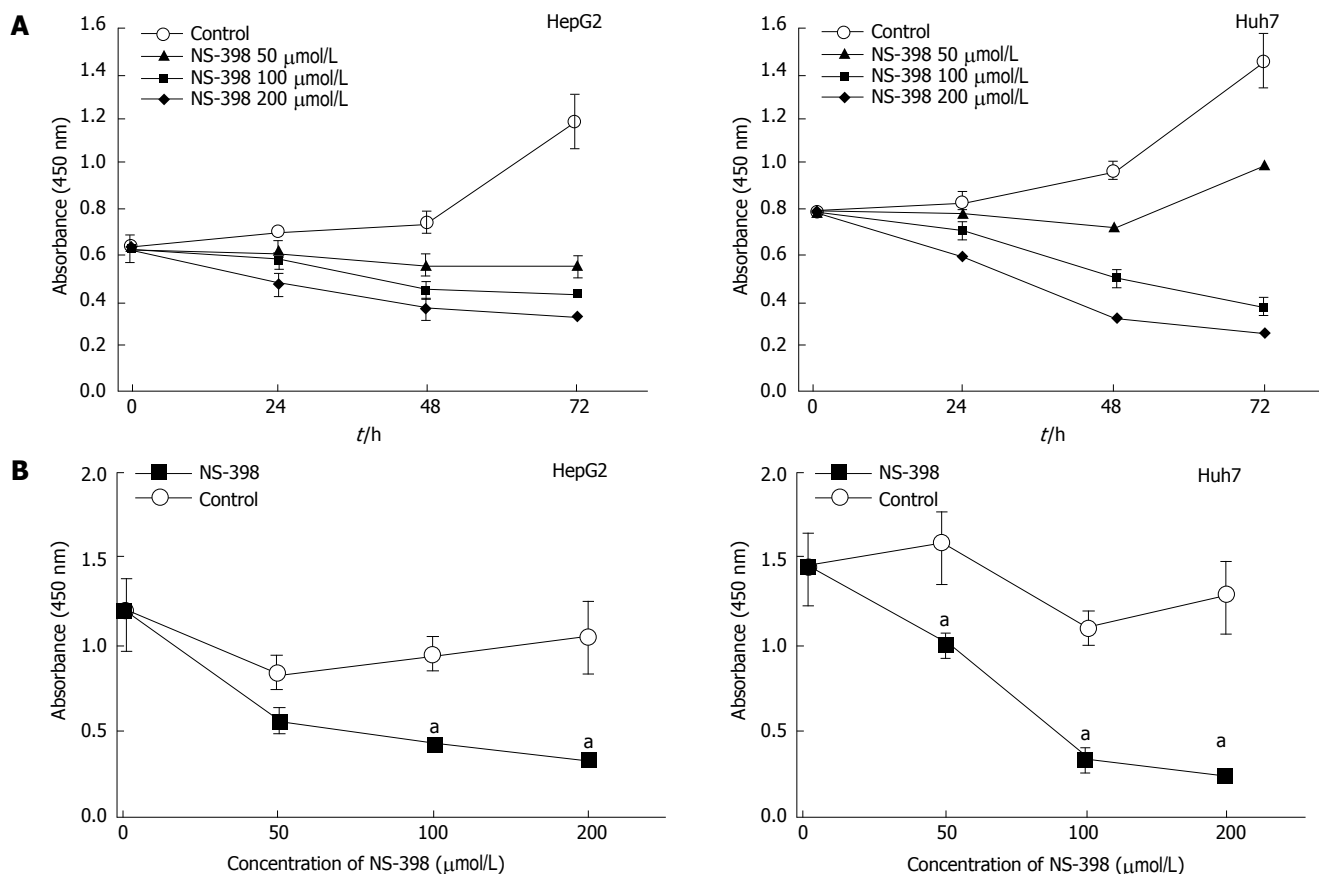 A
HepG2
Control
NS-398 50 μmol/L
NS-398 100 μmol/L
NS-398 200 μmol/L
Absorbance (450 nm)
1.6
1.4
1.2
1.0
0.8
0.6
0.4
0.2
0.0
0 24 48 72
t/h
Huh7
Control
NS-398 50 μmol/L
NS-398 100 μmol/L
NS-398 200 μmol/L
Absorbance (450 nm)
1.6
1.4
1.2
1.0
0.8
0.6
0.4
0.2
0.0
0 24 48 72
t/h
B
HepG2
NS-398
Control
Absorbance (450 nm)
2.0
1.5
1.0
0.5
0.0
a
a
0 50 100 200
Concentration of NS-398 (μmol/L)
Huh7
NS-398
Control
Absorbance (450 nm)
2.0
1.5
1.0
0.5
0.0
a
a
a
0 50 100 200
Concentration of NS-398 (μmol/L)